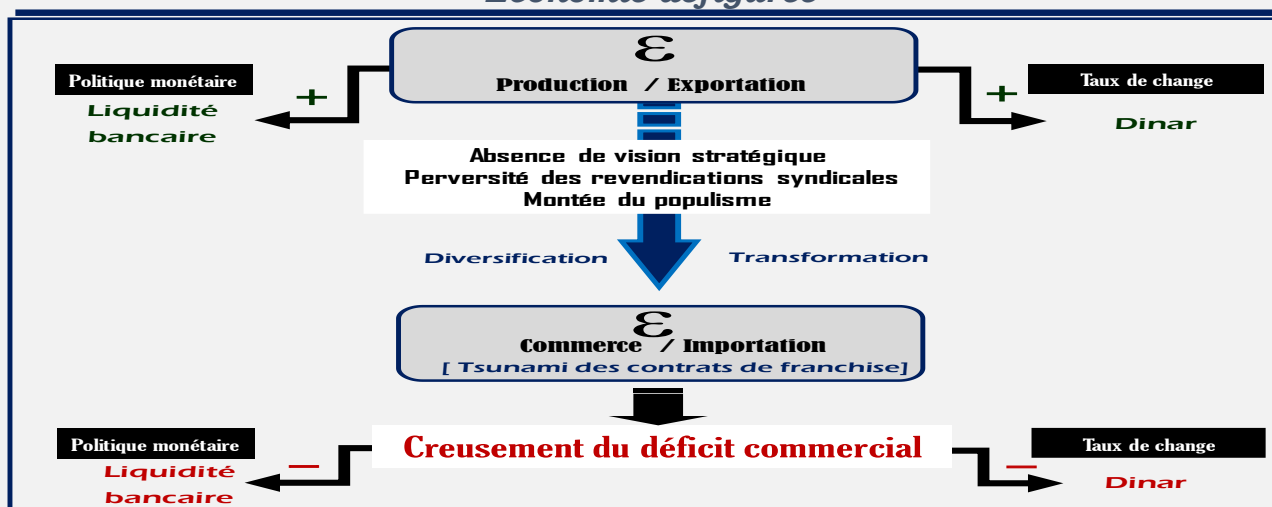 Économie défigurée
ε
Production / Exportation
Politique monétaire
+
Liquidité
bancaire
Taux de change
+
Dinar
Absence de vision stratégique
Perversité des revendications syndicales
Montée du populisme
Diversification
Transformation
ε
Commerce / Importation
[ Tsunami des contrats de franchise]
Creusement du déficit commercial
Politique monétaire
–
Liquidité
bancaire
Taux de change
–
Dinar